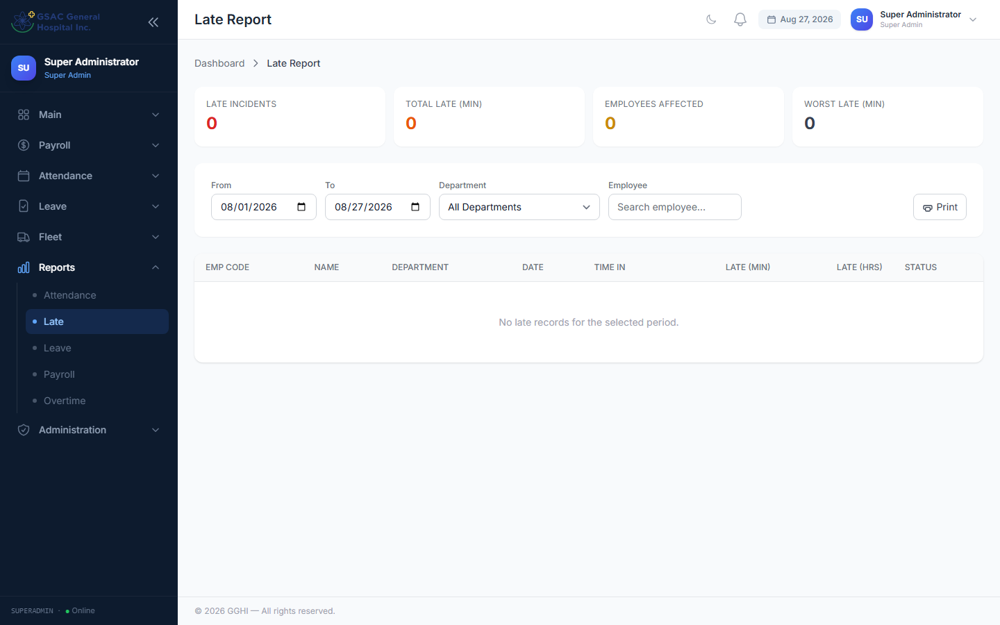 GSAC General
Hospital Inc.
SU
Super Administrator
Super Admin
Main
Payroll
Attendance
Leave
Fleet
Reports
Attendance
Late
Leave
Payroll
Overtime
Administration
SUPERADMIN · Online
Late Report
Aug 27, 2026
SU
Super Administrator
Super Admin
Dashboard
Late Report
LATE INCIDENTS
0
TOTAL LATE (MIN)
0
EMPLOYEES AFFECTED
0
WORST LATE (MIN)
0
From
08/01/2026
To
08/27/2026
Department
All Departments
Employee
Search employee...
Print
EMP CODE NAME DEPARTMENT DATE TIME IN LATE (MIN) LATE (HRS) STATUS
No late records for the selected period.
© 2026 GGHI — All rights reserved.